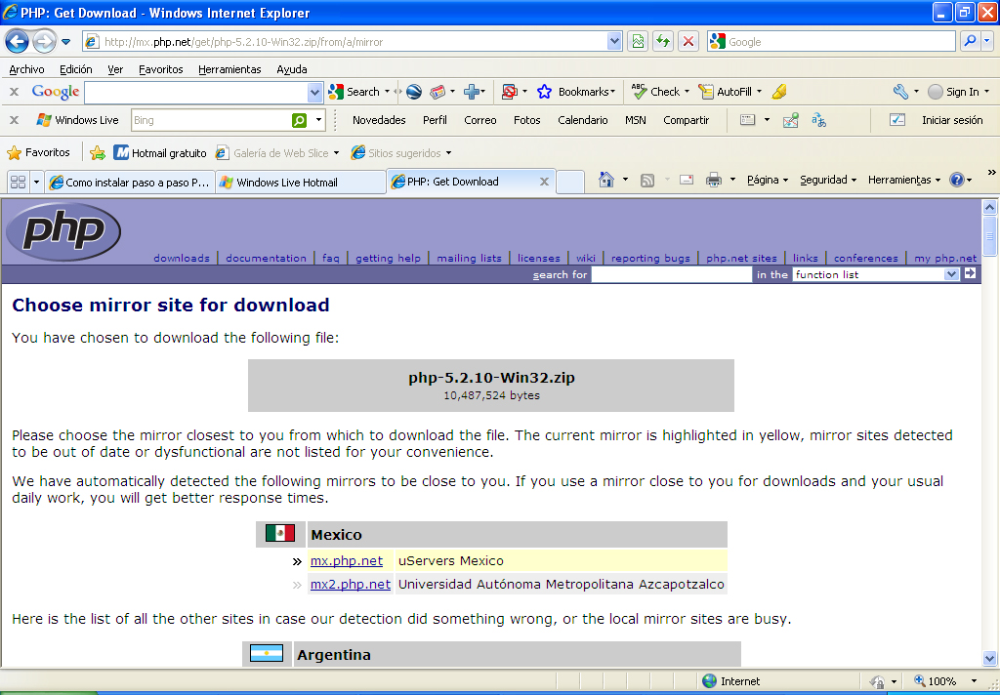 PHP: Get Download - Windows Internet Explorer
http://mx.php.net/get/php-5.2.10-Win32.zip/from/a/mirror
Google
Archivo Edición Ver Favoritos Herramientas Ayuda
x Google Search Bookmarks ABC Check AutoFill Sign In
x Windows Live Bing Novedades Perfil Correo Fotos Calendario MSN Compartir Iniciar sesión
Favoritos Hotmail gratuito Galería de Web Slice Sitios sugeridos
Como instalar paso a paso P... Windows Live Hotmail PHP: Get Download x Página Seguridad Herramientas »
php
downloads | documentation | faq | getting help | mailing lists | licenses | wiki | reporting bugs | php.net sites | links | conferences | my php.net
search for in the function list
Choose mirror site for download
You have chosen to download the following file:
php-5.2.10-Win32.zip
10,487,524 bytes
Please choose the mirror closest to you from which to download the file. The current mirror is highlighted in yellow, mirror sites detected
to be out of date or dysfunctional are not listed for your convenience.
We have automatically detected the following mirrors to be close to you. If you use a mirror close to you for downloads and your usual
daily work, you will get better response times.
Mexico
» mx.php.net uServers Mexico
» mx2.php.net Universidad Autónoma Metropolitana Azcapotzalco
Here is the list of all the other sites in case our detection did something wrong, or the local mirror sites are busy.
Argentina
Internet 100%